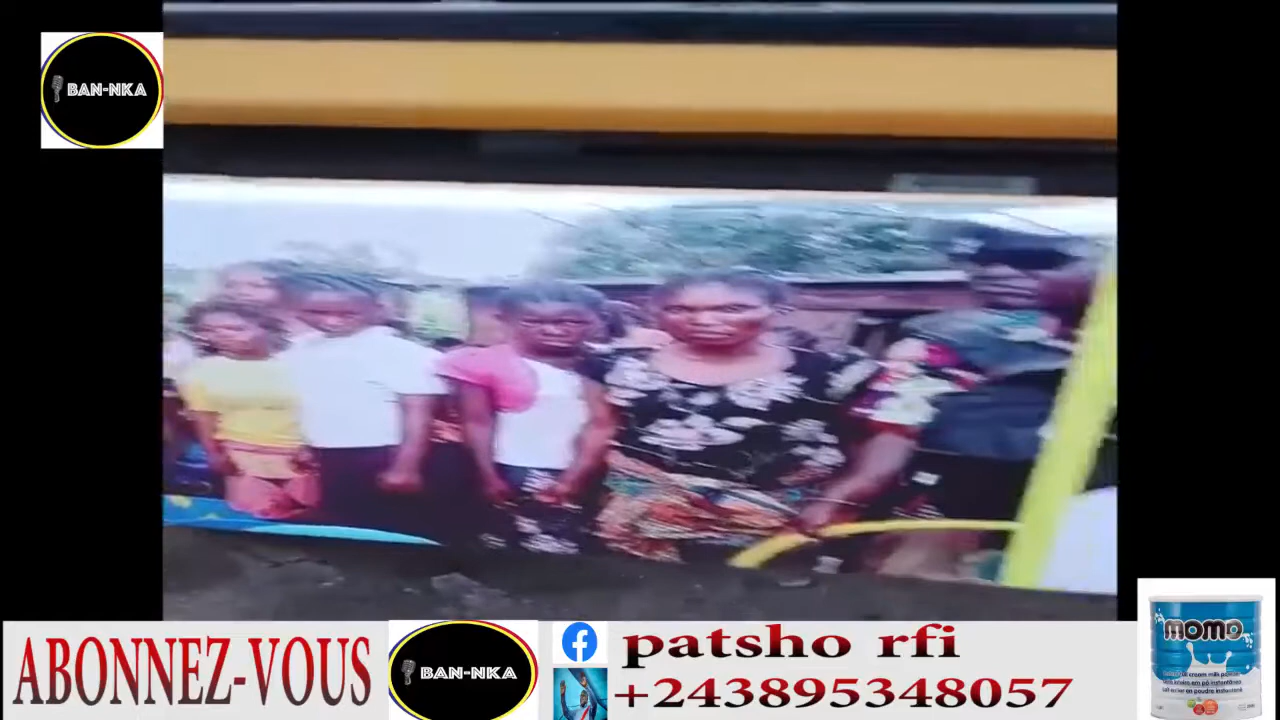 BAN-NKA
ABONNEZ-VOUS
BAN-NKA
patsho rfi
+243895348057
momo